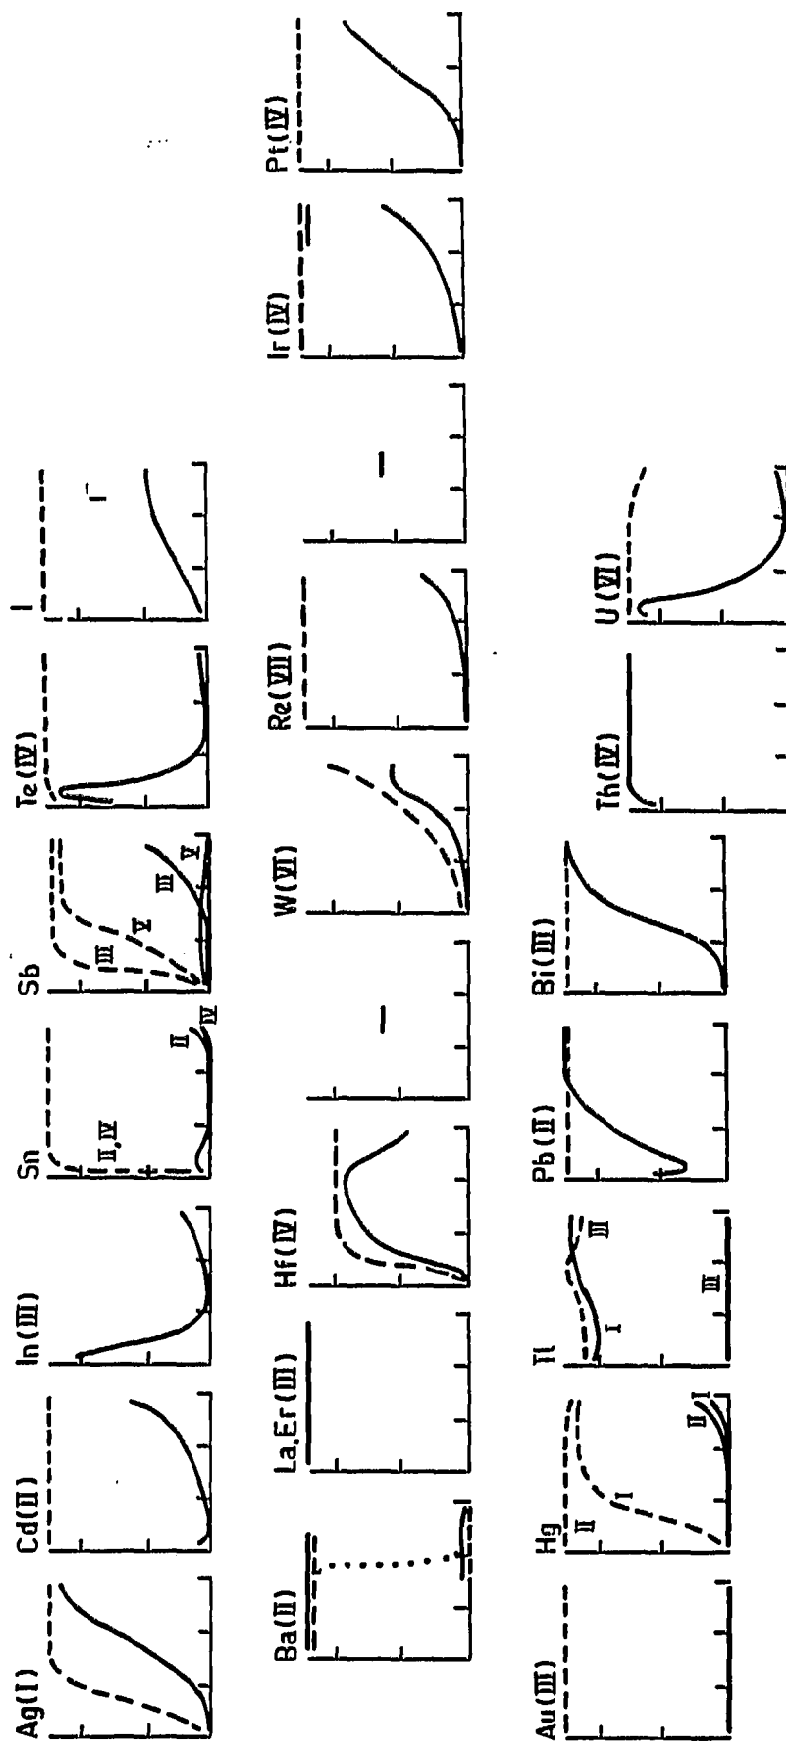 Ag(I)
Cd(II)
In(III)
Sn
II, IV
II
IV
Sb
III
V
III
V
Te(IV)
I
I⁻
Ba(II)
La,Er(III)
Hf(IV)
W(VI)
Re(VII)
Ir(IV)
Pt(IV)
Au(III)
Hg
II
I
II
I
Tl
I
III
III
Pb(II)
Bi(III)
Th(IV)
U(VI)